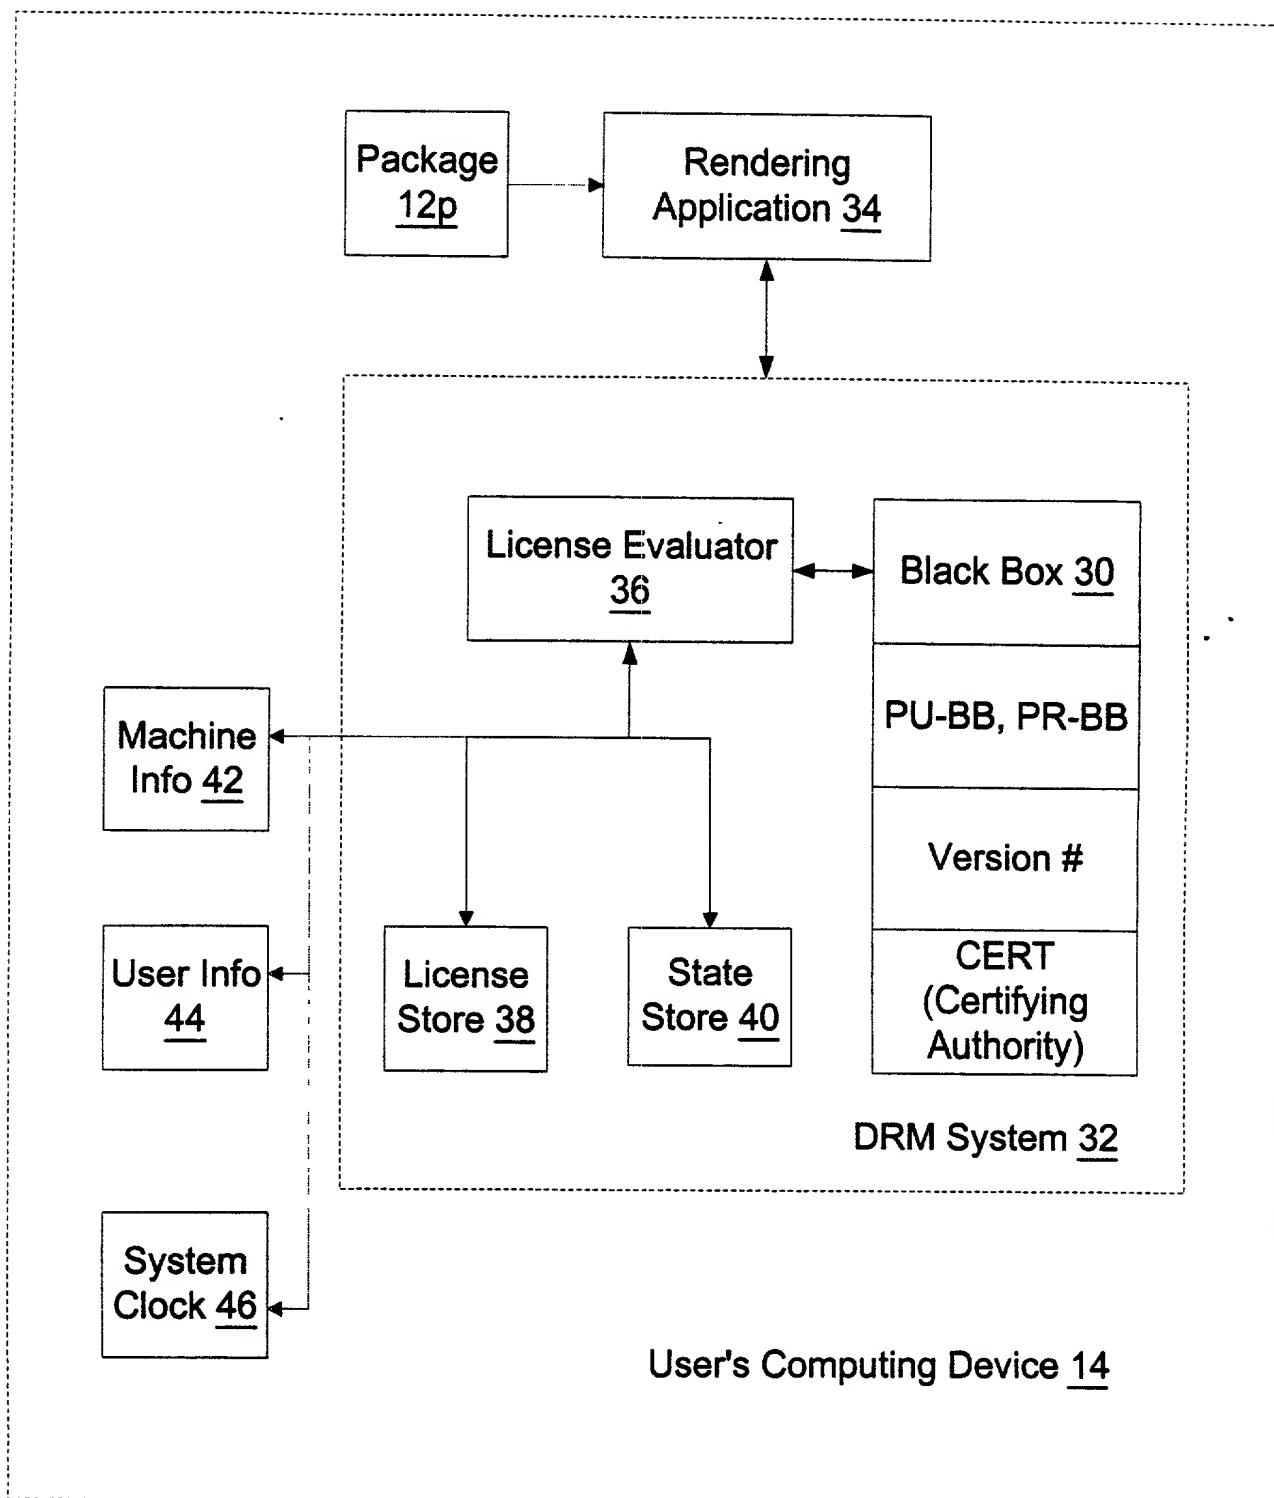 Package
12p
Rendering
Application 34
License Evaluator
36
Black Box 30
PU-BB, PR-BB
Version #
CERT
(Certifying
Authority)
Machine
Info 42
User Info
44
License
Store 38
State
Store 40
DRM System 32
System
Clock 46
User's Computing Device 14